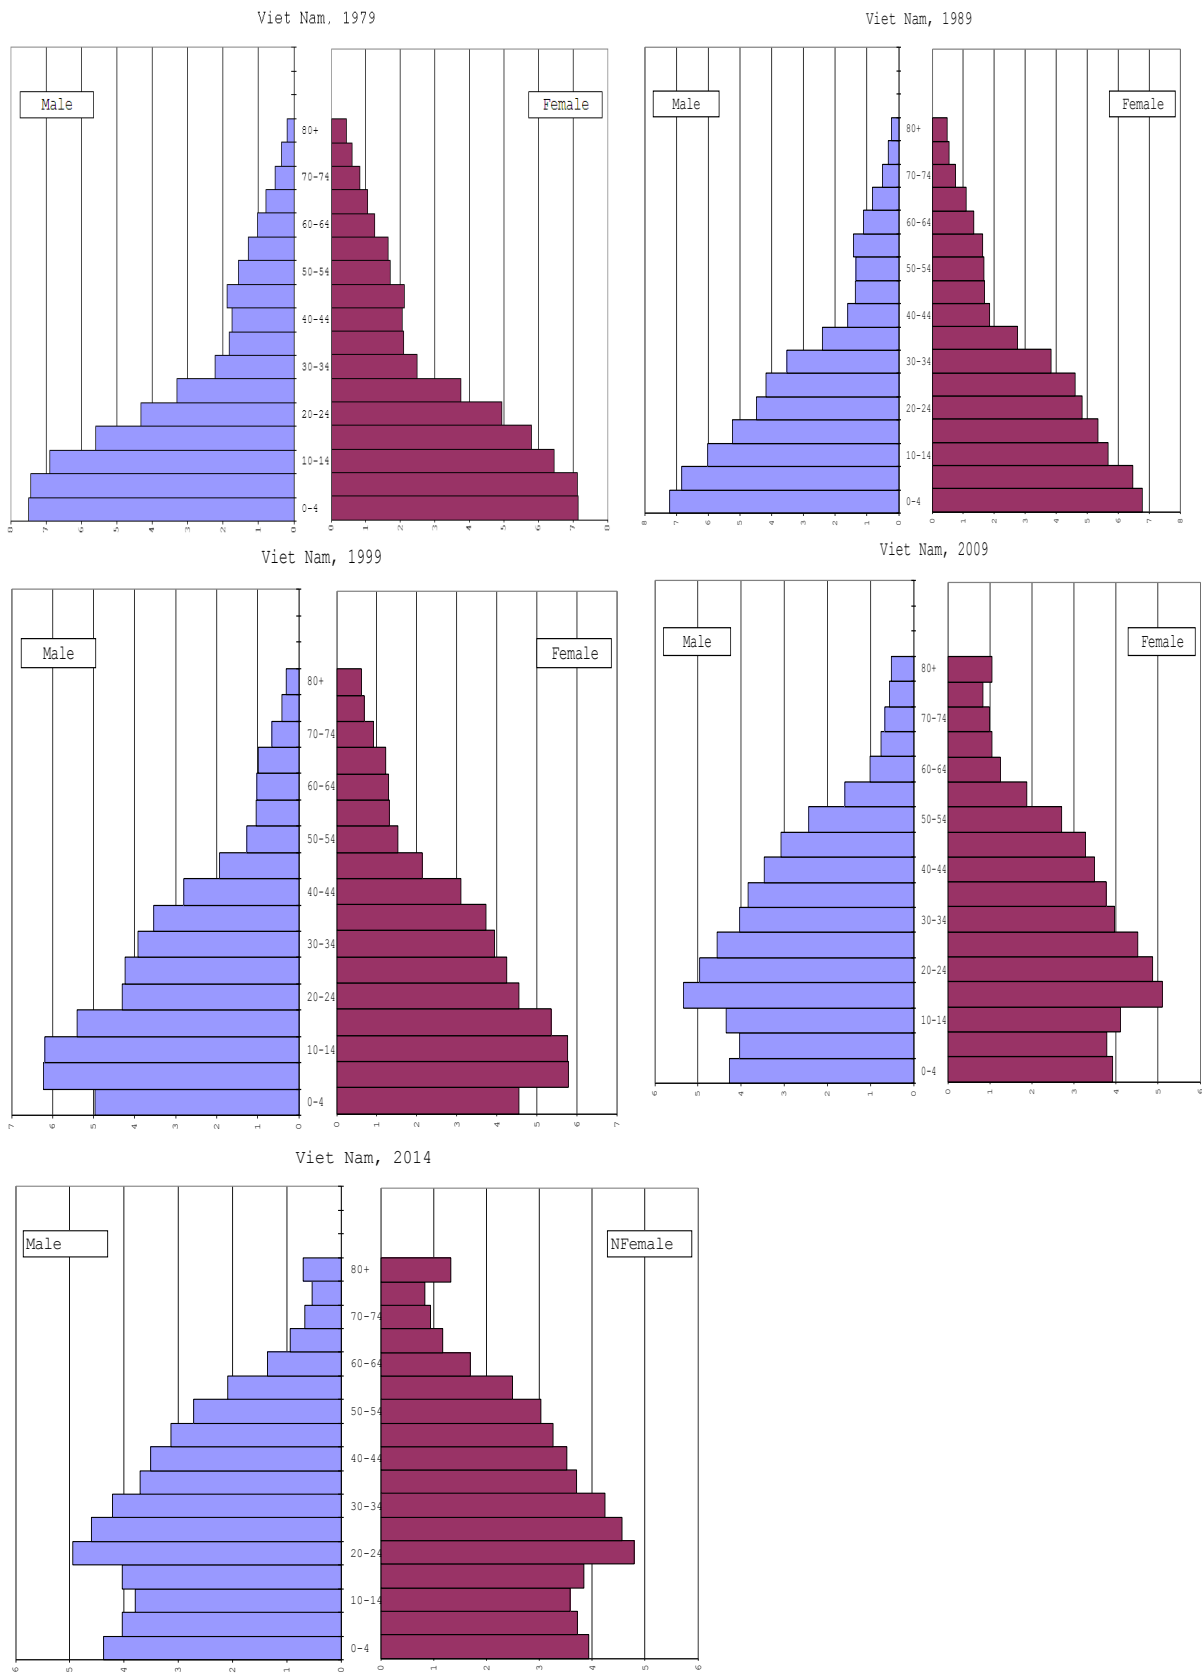 Viet Nam, 1979
Male
Female
80+
70-74
60-64
50-54
40-44
30-34
20-24
10-14
0-4
8 7 6 5 4 3 2 1 0
0 1 2 3 4 5 6 7 8
Viet Nam, 1989
Male
Female
80+
70-74
60-64
50-54
40-44
30-34
20-24
10-14
0-4
8 7 6 5 4 3 2 1 0
0 1 2 3 4 5 6 7 8
Viet Nam, 1999
Male
Female
80+
70-74
60-64
50-54
40-44
30-34
20-24
10-14
0-4
7 6 5 4 3 2 1 0
0 1 2 3 4 5 6 7
Viet Nam, 2009
Male
Female
80+
70-74
60-64
50-54
40-44
30-34
20-24
10-14
0-4
6 5 4 3 2 1 0
0 1 2 3 4 5 6
Viet Nam, 2014
Male
NFemale
80+
70-74
60-64
50-54
40-44
30-34
20-24
10-14
0-4
6 5 4 3 2 1 0
0 1 2 3 4 5 6